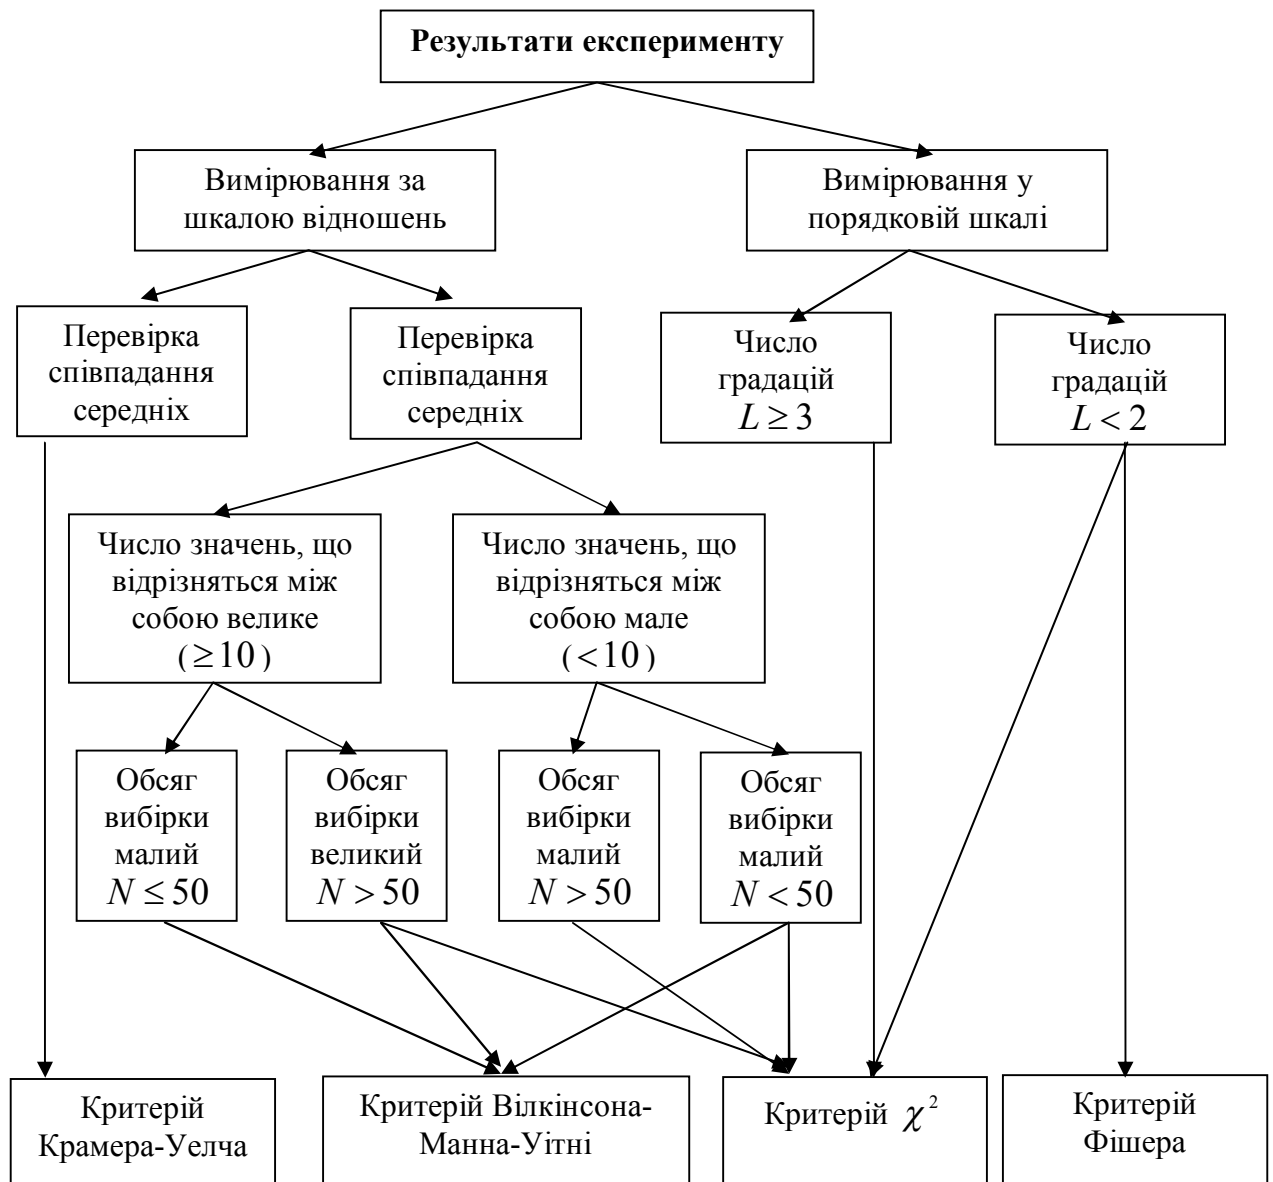 Результати експерименту
Вимірювання за
шкалою відношень
Вимірювання у
порядковій шкалі
Перевірка
співпадання
середніх
Перевірка
співпадання
середніх
Число
градацій
L ≥ 3
Число
градацій
L < 2
Число значень, що
відрізняться між
собою велике
(≥10)
Число значень, що
відрізняться між
собою мале
(<10)
Обсяг
вибірки
малий
N ≤ 50
Обсяг
вибірки
великий
N > 50
Обсяг
вибірки
малий
N > 50
Обсяг
вибірки
малий
N < 50
Критерій
Крамера-Уелча
Критерій Вілкінсона-
Манна-Уітні
Критерій χ²
Критерій
Фішера